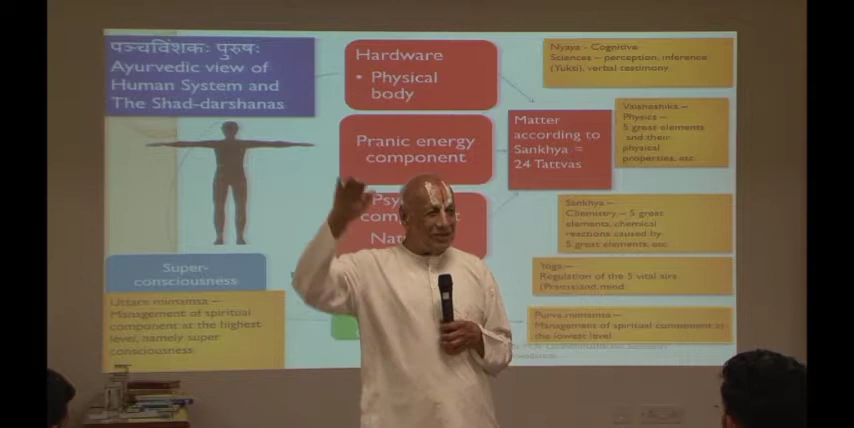 पञ्चविंशकः पुरुषः
Ayurvedic view of
Human System and
The Shad-darshanas
Super-
consciousness
Uttara mimamsa –
Management of spiritual
component at the highest
level, namely super
consciousness
Hardware
• Physical
body
Pranic energy
component
Matter
according to
Sankhya =
24 Tattvas
Nyaya - Cognitive
Sciences – perception, inference
(Yukti), verbal testimony
Vaisheshika –
Physics –
5 great elements
and their
physical
properties, etc
Sankhya –
Chemistry – 5 great
elements, chemical
reactions caused by
5 great elements, etc
Yoga –
Regulation of the 5 vital airs
and mind
Purva mimamsa –
Management of spiritual component at
the lowest level